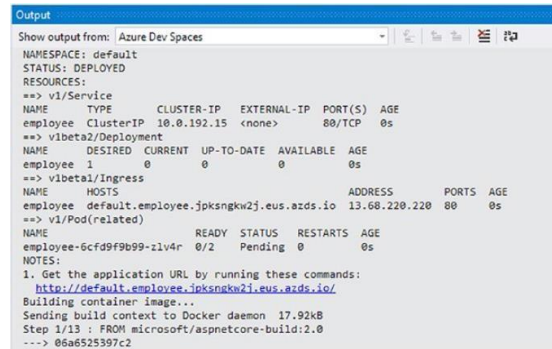 Output
Show output from: Azure Dev Spaces
NAMESPACE: default
STATUS: DEPLOYED
RESOURCES:
==> v1/Service
NAME TYPE CLUSTER-IP EXTERNAL-IP PORT(S) AGE
employee ClusterIP 10.0.192.15 <none> 80/TCP 0s
==> v1beta2/Deployment
NAME DESIRED CURRENT UP-TO-DATE AVAILABLE AGE
employee 1 0 0 0 0s
==> v1beta1/Ingress
NAME HOSTS ADDRESS PORTS AGE
employee default.employee.jpksngkw2j.eus.azds.io 13.68.220.220 80 0s
==> v1/Pod(related)
NAME READY STATUS RESTARTS AGE
employee-6cfd9f9b99-zlv4r 0/2 Pending 0 0s
NOTES:
1. Get the application URL by running these commands:
http://default.employee.jpksngkw2j.eus.azds.io/
Building container image...
Sending build context to Docker daemon 17.92kB
Step 1/13 : FROM microsoft/aspnetcore-build:2.0
---> 06a6525397c2